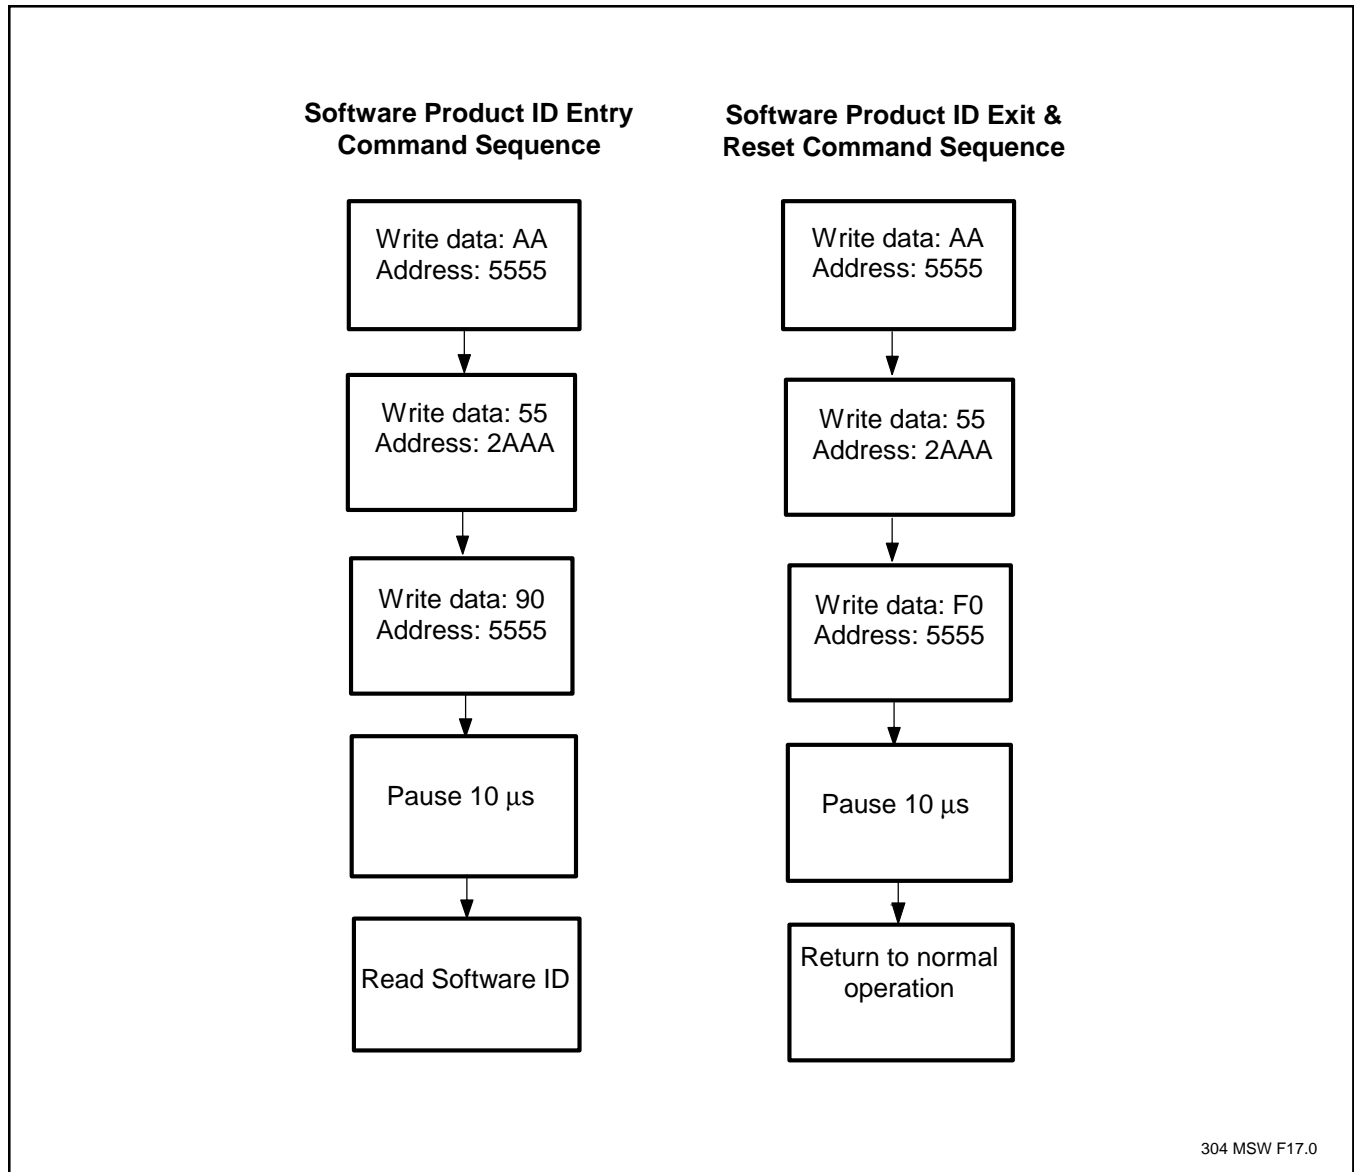 Software Product ID Entry
Command Sequence
Write data: AA
Address: 5555
Write data: 55
Address: 2AAA
Write data: 90
Address: 5555
Pause 10 μs
Read Software ID
Software Product ID Exit &
Reset Command Sequence
Write data: AA
Address: 5555
Write data: 55
Address: 2AAA
Write data: F0
Address: 5555
Pause 10 μs
Return to normal
operation
304 MSW F17.0